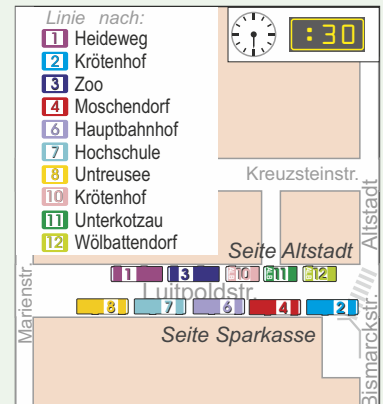 Linie nach:
1 Heideweg
2 Krötenhof
3 Zoo
4 Moschendorf
6 Hauptbahnhof
7 Hochschule
8 Untreusee
10 Krötenhof
11 Unterkotzau
12 Wölbattendorf
:30
Kreuzsteinstr.
Altstadt
Seite Altstadt
1 3 10 11 12
Luitpoldstr.
Marienstr
8 7 6 4 2
Seite Sparkasse
Bismarckstr.